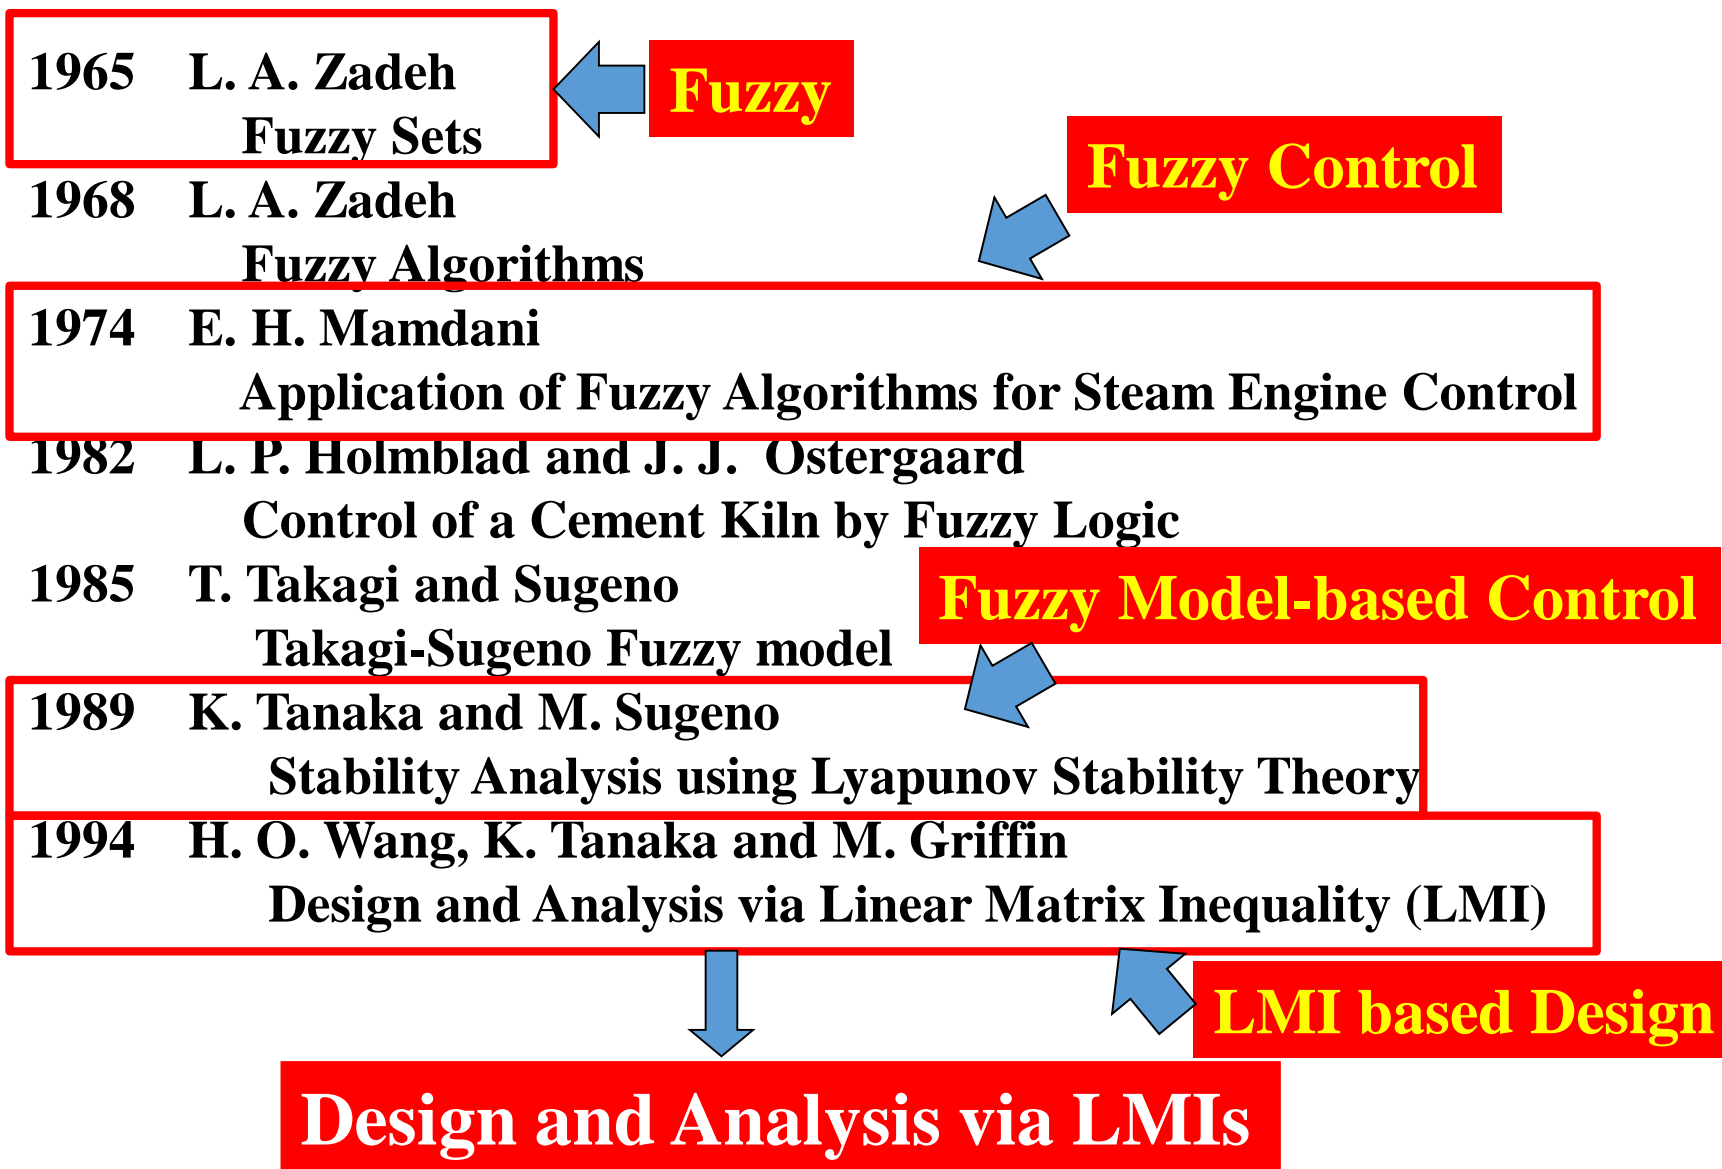 1965 L. A. Zadeh
Fuzzy
Fuzzy Sets
Fuzzy Control
1968 L. A. Zadeh
Fuzzy Algorithms
1974 E. H. Mamdani
Application of Fuzzy Algorithms for Steam Engine Control
1982 L. P. Holmblad and J. J. Ostergaard
Control of a Cement Kiln by Fuzzy Logic
1985 T. Takagi and Sugeno
Fuzzy Model-based Control
Takagi-Sugeno Fuzzy model
1989 K. Tanaka and M. Sugeno
Stability Analysis using Lyapunov Stability Theory
1994 H. O. Wang, K. Tanaka and M. Griffin
Design and Analysis via Linear Matrix Inequality (LMI)
LMI based Design
Design and Analysis via LMIs